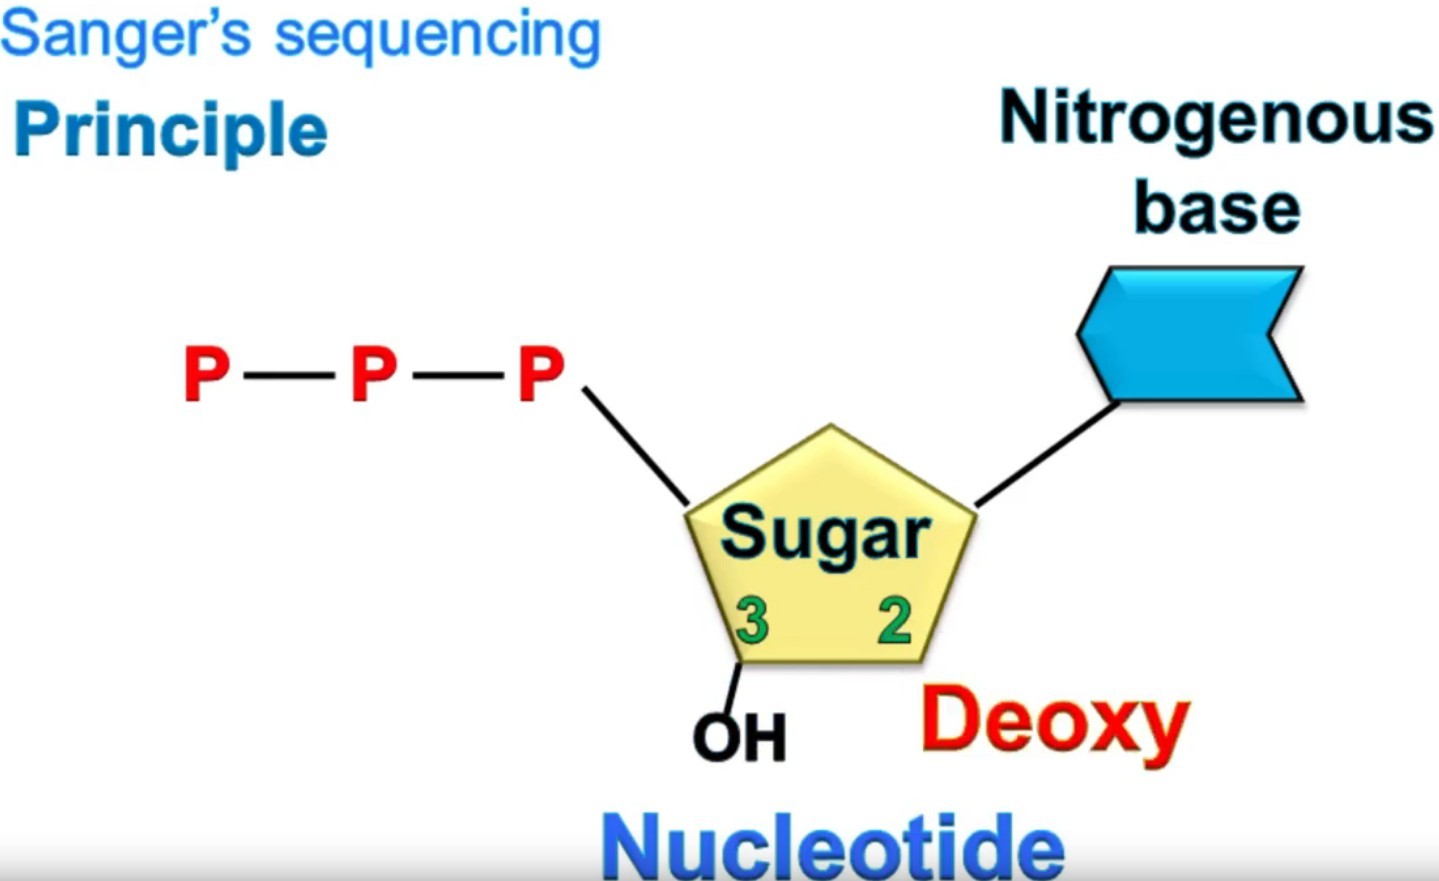 Sanger’s sequencing
Principle
Nitrogenous
base
P P P
Sugar
3 2
OH
Deoxy
Nucleotide